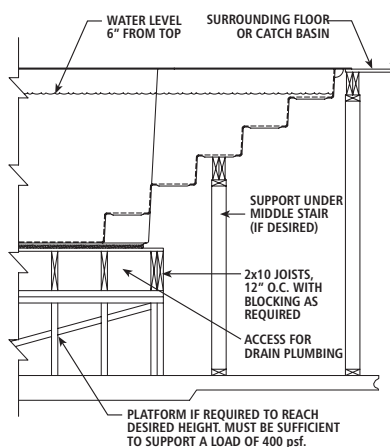 WATER LEVEL
6” FROM TOP
SURROUNDING FLOOR
OR CATCH BASIN
SUPPORT UNDER
MIDDLE STAIR
(IF DESIRED)
2x10 JOISTS,
12” O.C. WITH
BLOCKING AS
REQUIRED
ACCESS FOR
DRAIN PLUMBING
PLATFORM IF REQUIRED TO REACH
DESIRED HEIGHT. MUST BE SUFFICIENT
TO SUPPORT A LOAD OF 400 psf.